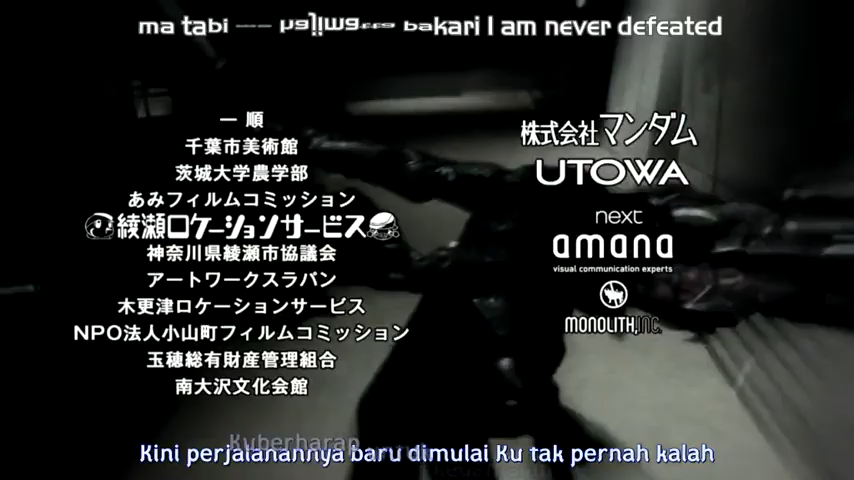 ma tabi bakari I am never defeated
一 順
千葉市美術館
茨城大学農学部
あみフィルムコミッション
綾瀬ロケーションサービス
神奈川県綾瀬市協議会
アートワークスラバン
木更津ロケーションサービス
NPO法人小山町フィルムコミッション
玉穂総有財産管理組合
南大沢文化会館
株式会社マンダム
UTOWA
next
amana
visual communication experts
MONOLITH,INC.
Kuberharap
Kini perjalanannya baru dimulai Ku tak pernah kalah